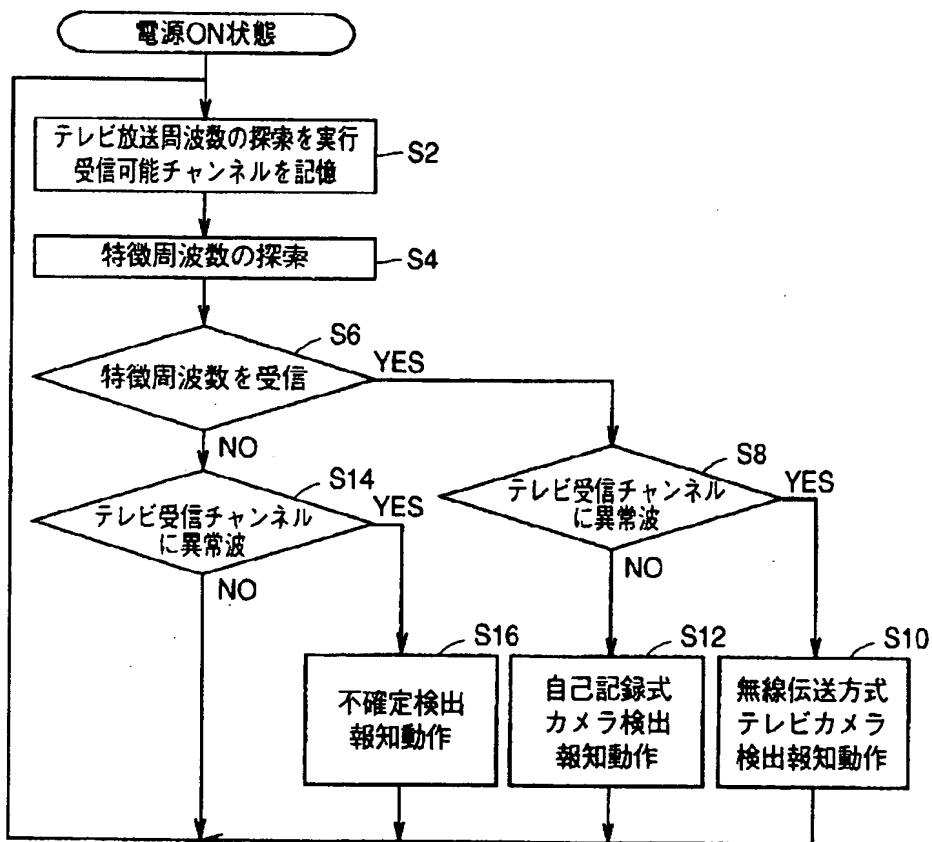 電源ON状態
テレビ放送周波数の探索を実行
受信可能チャンネルを記憶
S2
特徴周波数の探索
S4
S6
特徴周波数を受信
YES
NO
S8
テレビ受信チャンネル
に異常波
YES
NO
S14
テレビ受信チャンネル
に異常波
YES
NO
S16
不確定検出
報知動作
S12
自己記録式
カメラ検出
報知動作
S10
無線伝送方式
テレビカメラ
検出報知動作